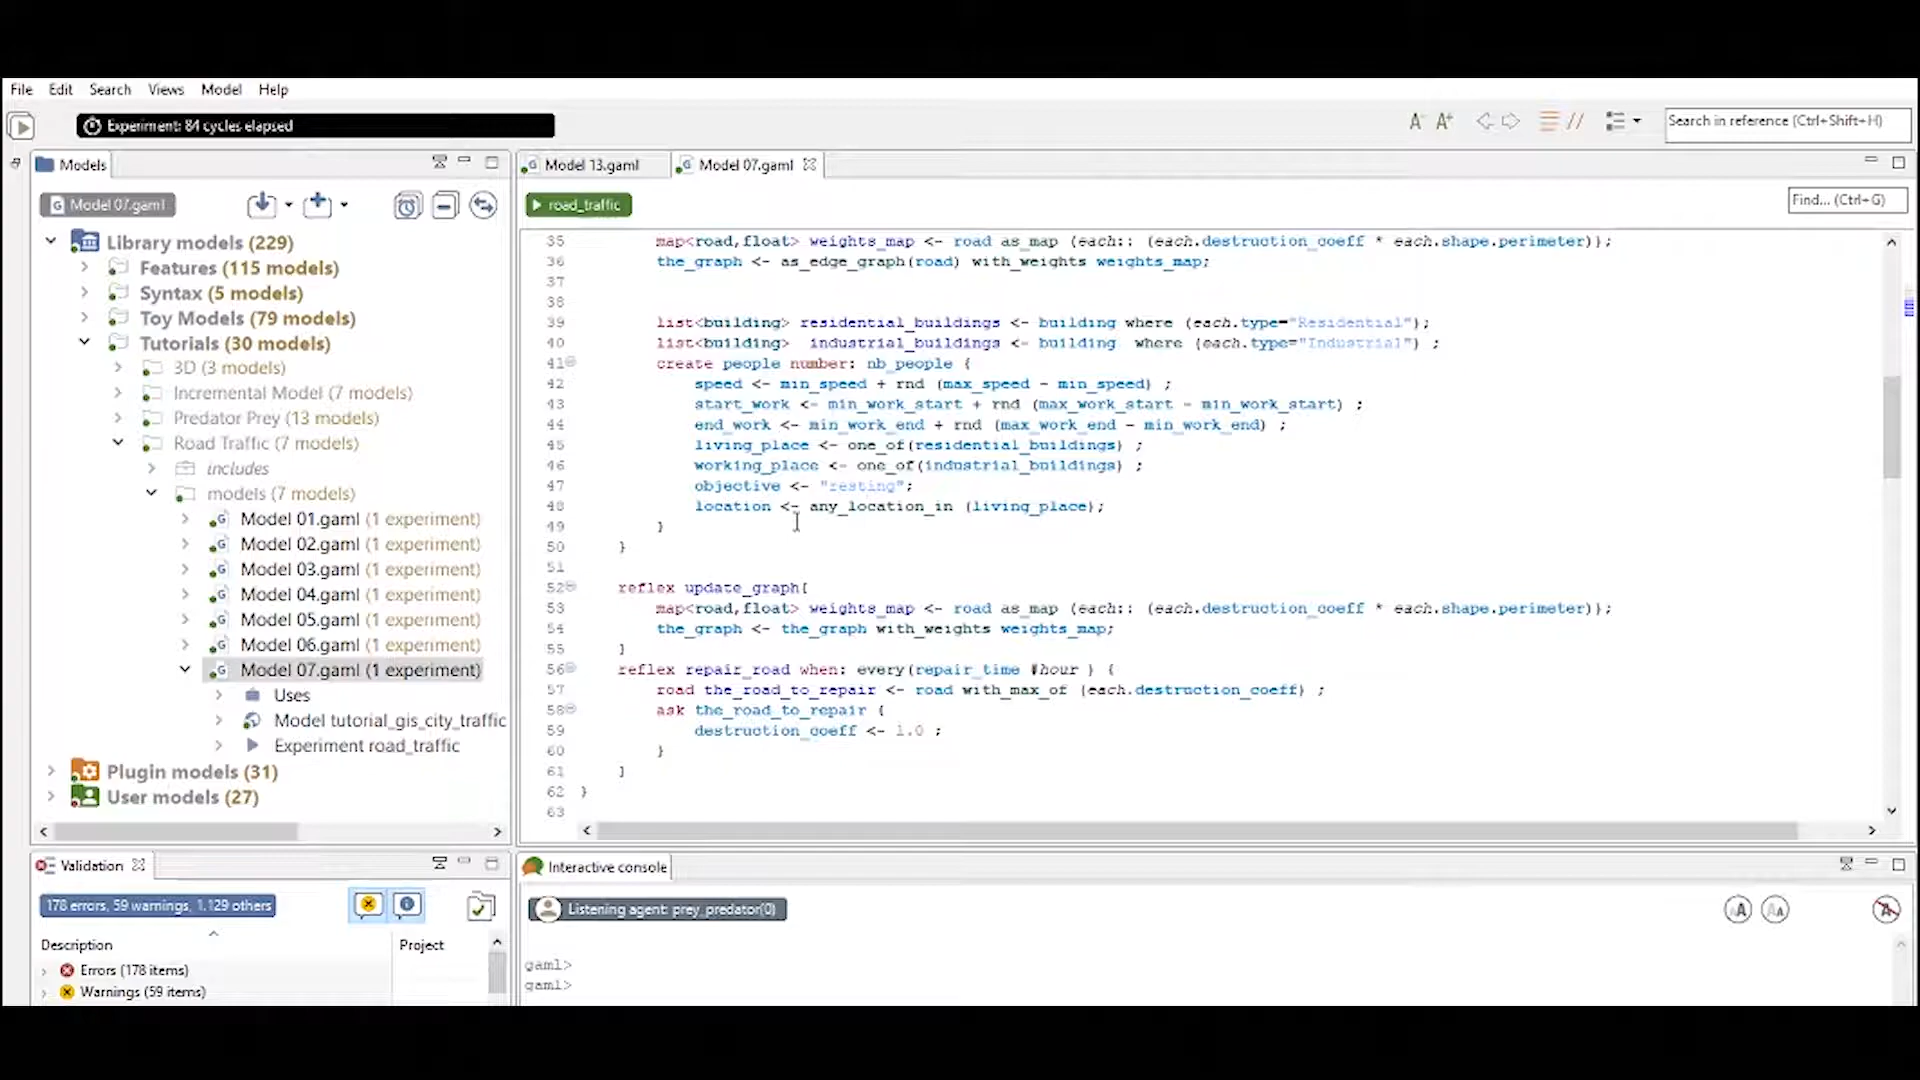 File Edit Search Views Model Help
Experiment: 84 cycles elapsed
A⁻ A⁺ // Search in reference (Ctrl+Shift+H)
Models
Model 07.gaml
Library models (229)
Features (115 models)
Syntax (5 models)
Toy Models (79 models)
Tutorials (30 models)
3D (3 models)
Incremental Model (7 models)
Predator Prey (13 models)
Road Traffic (7 models)
includes
models (7 models)
Model 01.gaml (1 experiment)
Model 02.gaml (1 experiment)
Model 03.gaml (1 experiment)
Model 04.gaml (1 experiment)
Model 05.gaml (1 experiment)
Model 06.gaml (1 experiment)
Model 07.gaml (1 experiment)
Uses
Model tutorial_gis_city_traffic
Experiment road_traffic
Plugin models (31)
User models (27)
Model 13.gaml Model 07.gaml
road_traffic
Find... (Ctrl+G)
35 map<road,float> weights_map <- road as_map (each:: (each.destruction_coeff * each.shape.perimeter));
36 the_graph <- as_edge_graph(road) with_weights weights_map;
37
38
39 list<building> residential_buildings <- building where (each.type="Residential");
40 list<building>  industrial_buildings <- building  where (each.type="Industrial") ;
41 create people number: nb_people {
42 speed <- min_speed + rnd (max_speed - min_speed) ;
43 start_work <- min_work_start + rnd (max_work_start - min_work_start) ;
44 end_work <- min_work_end + rnd (max_work_end - min_work_end) ;
45 living_place <- one_of(residential_buildings) ;
46 working_place <- one_of(industrial_buildings) ;
47 objective <- "resting";
48 location <- any_location_in (living_place);
49 }
50 }
51
52 reflex update_graph{
53 map<road,float> weights_map <- road as_map (each:: (each.destruction_coeff * each.shape.perimeter));
54 the_graph <- the_graph with_weights weights_map;
55 }
56 reflex repair_road when: every(repair_time #hour ) {
57 road the_road_to_repair <- road with_max_of (each.destruction_coeff) ;
58 ask the_road_to_repair {
59 destruction_coeff <- 1.0 ;
60 }
61 }
62 }
63
Validation
178 errors, 59 warnings, 1.129 others
Description Project
Errors (178 items)
Warnings (59 items)
Interactive console
Listening agent: prey_predator(0)
gaml>
gaml>